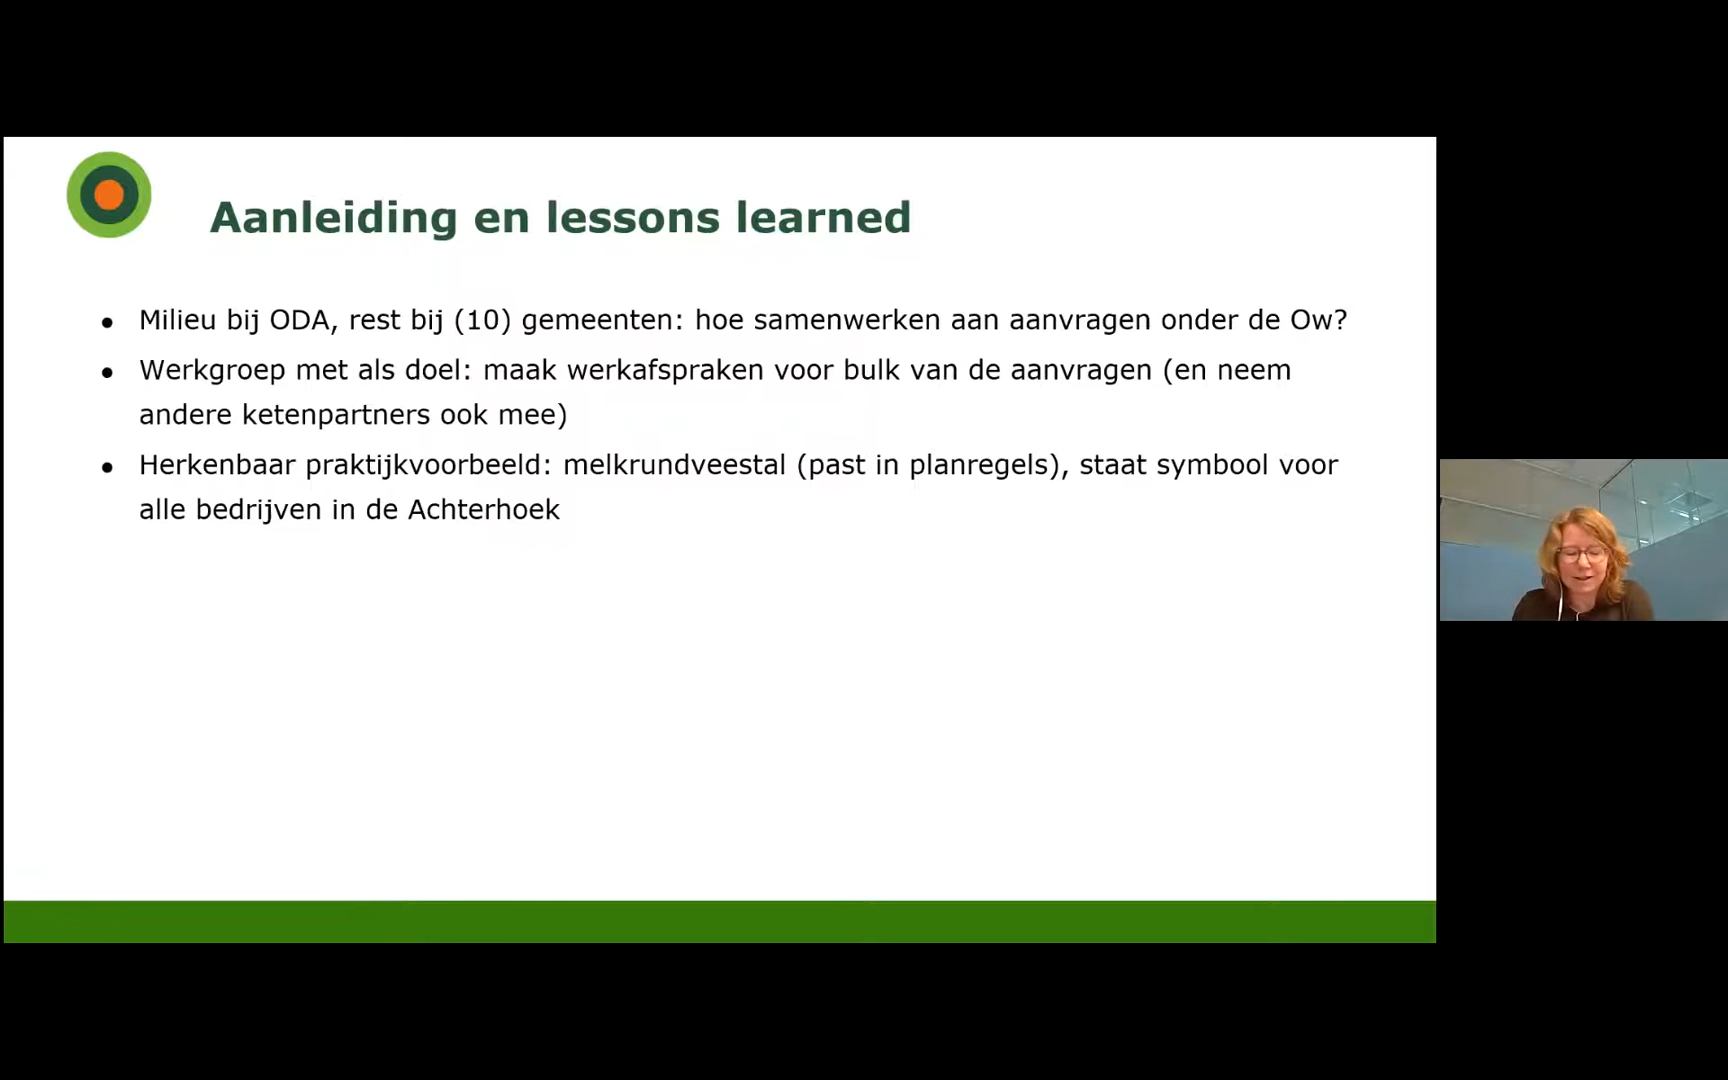 Aanleiding en lessons learned
• Milieu bij ODA, rest bij (10) gemeenten: hoe samenwerken aan aanvragen onder de Ow?
• Werkgroep met als doel: maak werkafspraken voor bulk van de aanvragen (en neem
andere ketenpartners ook mee)
• Herkenbaar praktijkvoorbeeld: melkrundveestal (past in planregels), staat symbool voor
alle bedrijven in de Achterhoek